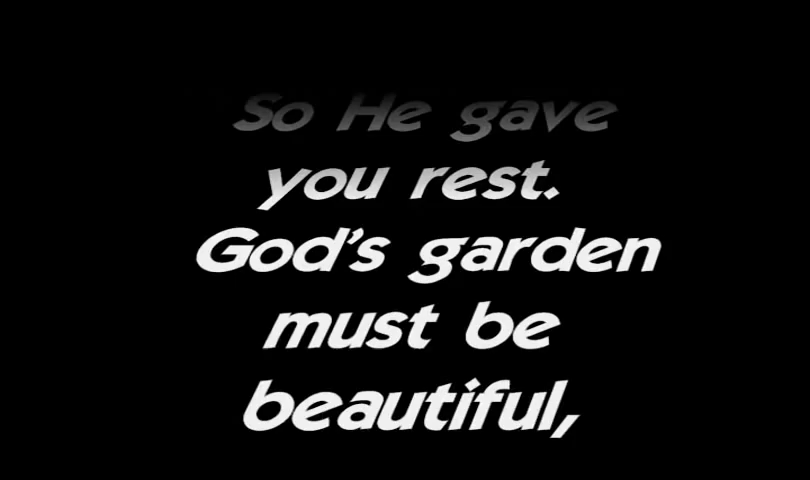 So He gave
you rest.
God's garden
must be
beautiful,